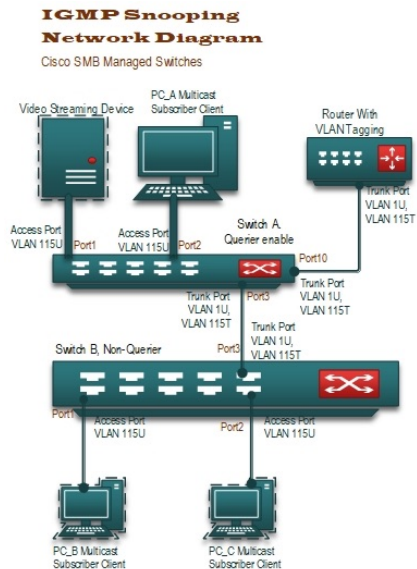 IGMP Snooping
Network Diagram
Cisco SMB Managed Switches
Video Streaming Device
PC_A Multicast
Subscriber Client
Router With
VLAN Tagging
Trunk Port
VLAN 1U,
VLAN 115T
Access Port
VLAN 115U
Port1
Access Port
VLAN 115U
Port2
Switch A,
Querier enable
Port10
Trunk Port
VLAN 1U,
VLAN 115T
Port3
Trunk Port
VLAN 1U,
VLAN 115T
Trunk Port
VLAN 1U,
VLAN 115T
Port3
Switch B, Non-Querier
Port1
Access Port
VLAN 115U
Port2
Access Port
VLAN 115U
PC_B Multicast
Subscriber Client
PC_C Multicast
Subscriber Client